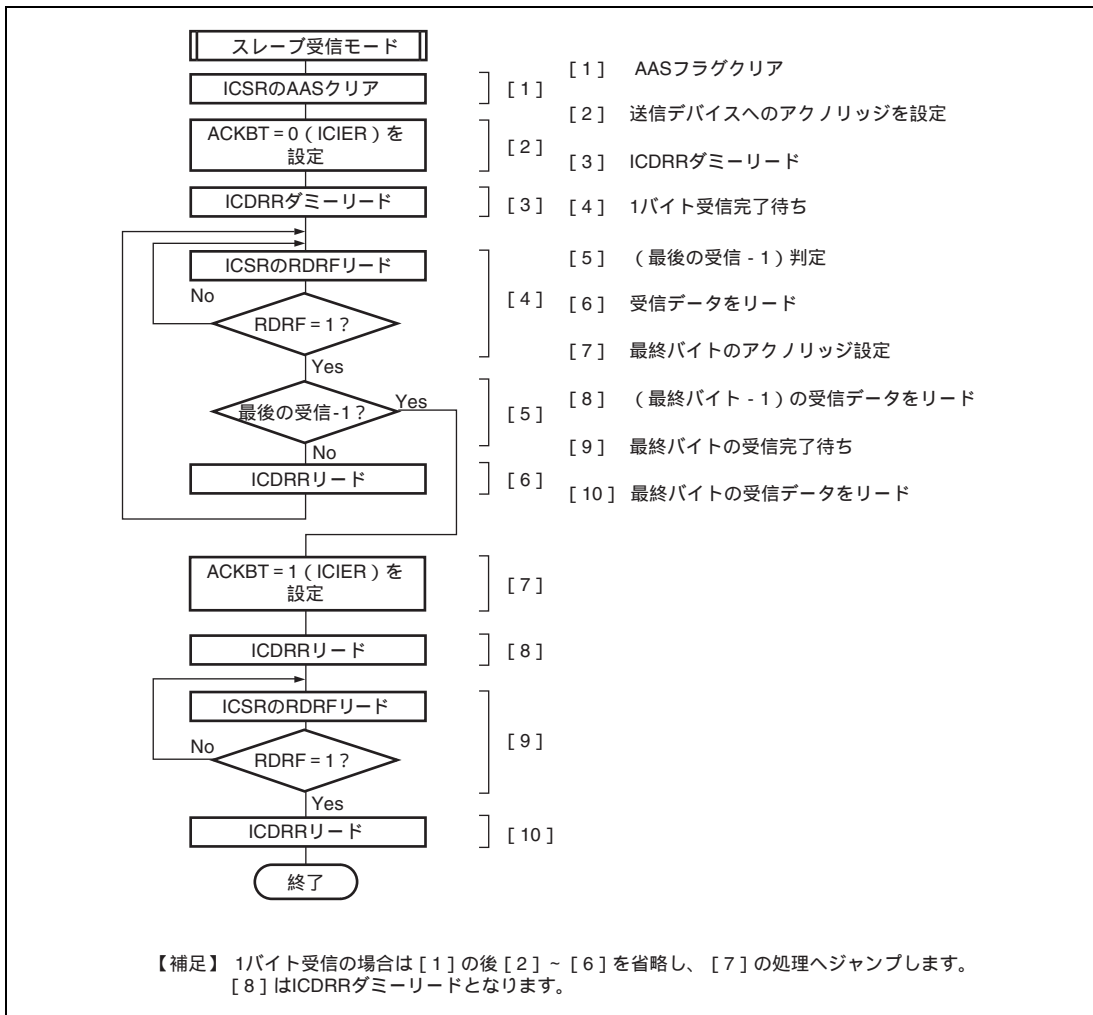 スレーブ受信モード
ICSRのAASクリア
[ 1 ]
ACKBT = 0 ( ICIER ) を
設定
[ 2 ]
ICDRRダミーリード
[ 3 ]
ICSRのRDRFリード
No
RDRF = 1 ?
[ 4 ]
Yes
最後の受信-1 ?
Yes
[ 5 ]
No
ICDRRリード
[ 6 ]
ACKBT = 1 ( ICIER ) を
設定
[ 7 ]
ICDRRリード
[ 8 ]
ICSRのRDRFリード
No
RDRF = 1 ?
[ 9 ]
Yes
ICDRRリード
[ 10 ]
終了
[ 1 ] AASフラグクリア
[ 2 ] 送信デバイスへのアクノリッジを設定
[ 3 ] ICDRRダミーリード
[ 4 ] 1バイト受信完了待ち
[ 5 ] （最後の受信 - 1）判定
[ 6 ] 受信データをリード
[ 7 ] 最終バイトのアクノリッジ設定
[ 8 ] （最終バイト - 1）の受信データをリード
[ 9 ] 最終バイトの受信完了待ち
[ 10 ] 最終バイトの受信データをリード
【補足】 1バイト受信の場合は [ 1 ] の後 [ 2 ] ~ [ 6 ] を省略し、 [ 7 ] の処理へジャンプします。
[ 8 ] はICDRRダミーリードとなります。